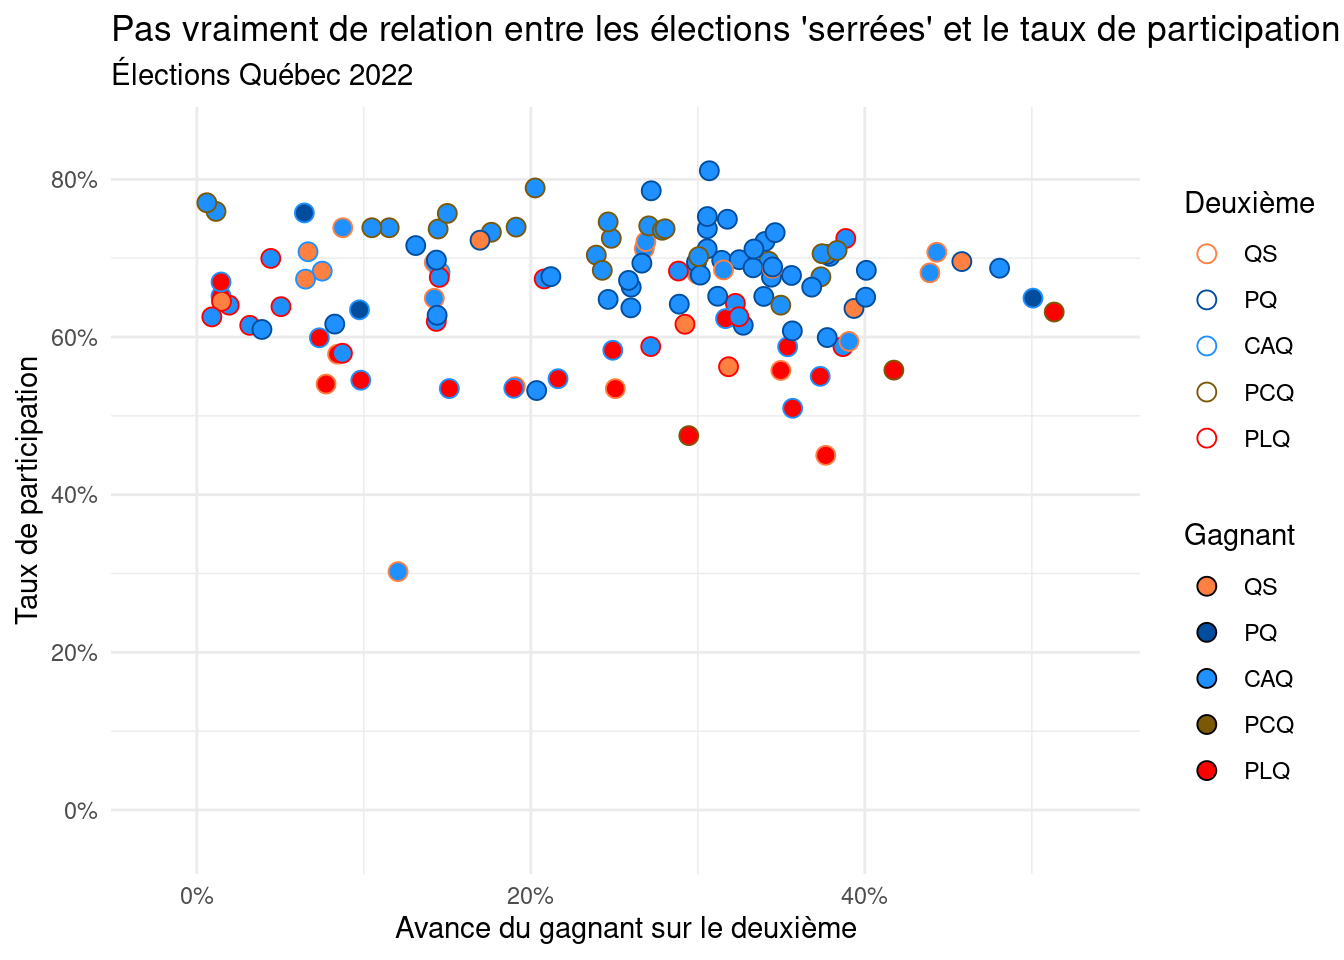 Pas vraiment de relation entre les élections 'serrées' et le taux de participation
Élections Québec 2022
80%
60%
40%
20%
0%
Taux de participation
0%
20%
40%
Avance du gagnant sur le deuxième
Deuxième
QS
PQ
CAQ
PCQ
PLQ
Gagnant
QS
PQ
CAQ
PCQ
PLQ